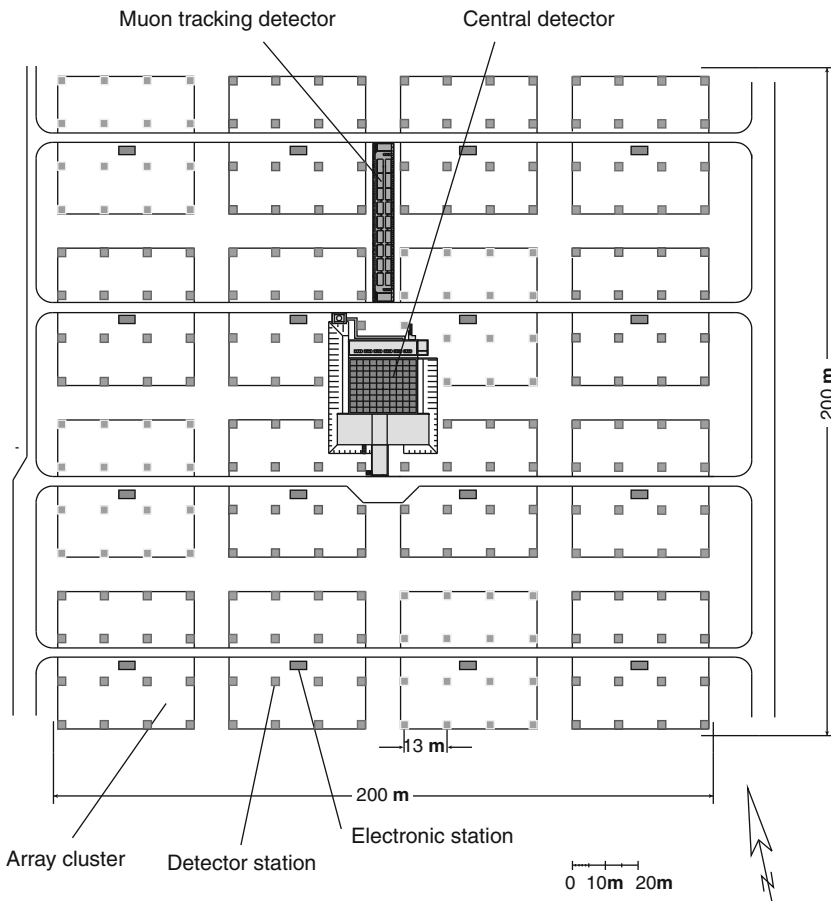 Muon tracking detector
Central detector
200 m
13 m
200 m
Array cluster
Detector station
Electronic station
0 10m 20m